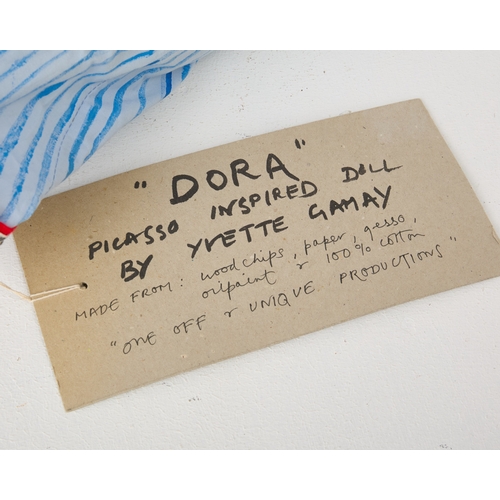 "DORA"
PICASSO INSPIRED DOLL
BY YVETTE GAMAY
MADE FROM: woodchips, paper, gesso,
oilpaint & 100% cotton
"ONE OFF & UNIQUE PRODUCTIONS"